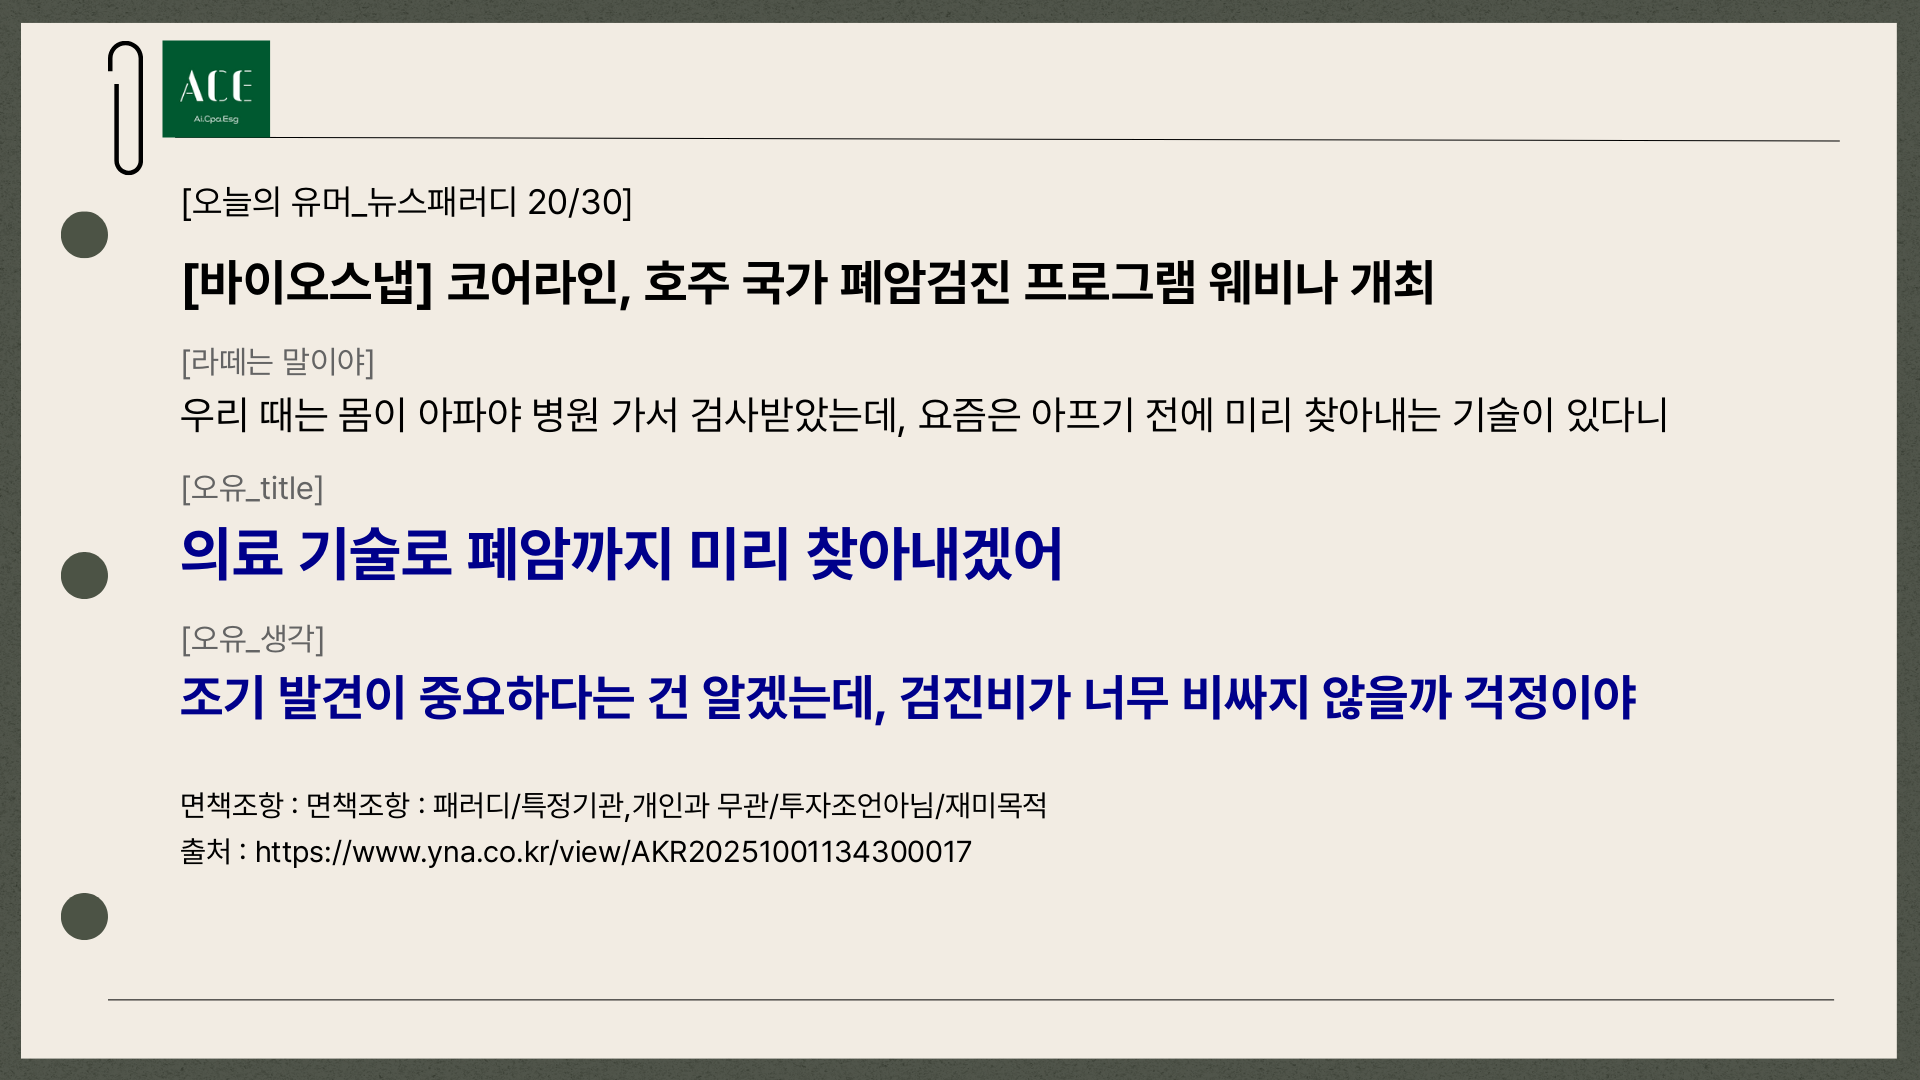 ACE
Ai.Cpa.Esg
[오늘의 유머_뉴스패러디 20/30]
[바이오스냅] 코어라인, 호주 국가 폐암검진 프로그램 웨비나 개최
[라떼는 말이야]
우리 때는 몸이 아파야 병원 가서 검사받았는데, 요즘은 아프기 전에 미리 찾아내는 기술이 있다니
[오유_title]
의료 기술로 폐암까지 미리 찾아내겠어
[오유_생각]
조기 발견이 중요하다는 건 알겠는데, 검진비가 너무 비싸지 않을까 걱정이야
면책조항 : 면책조항 : 패러디/특정기관,개인과 무관/투자조언아님/재미목적
출처 : https://www.yna.co.kr/view/AKR20251001134300017